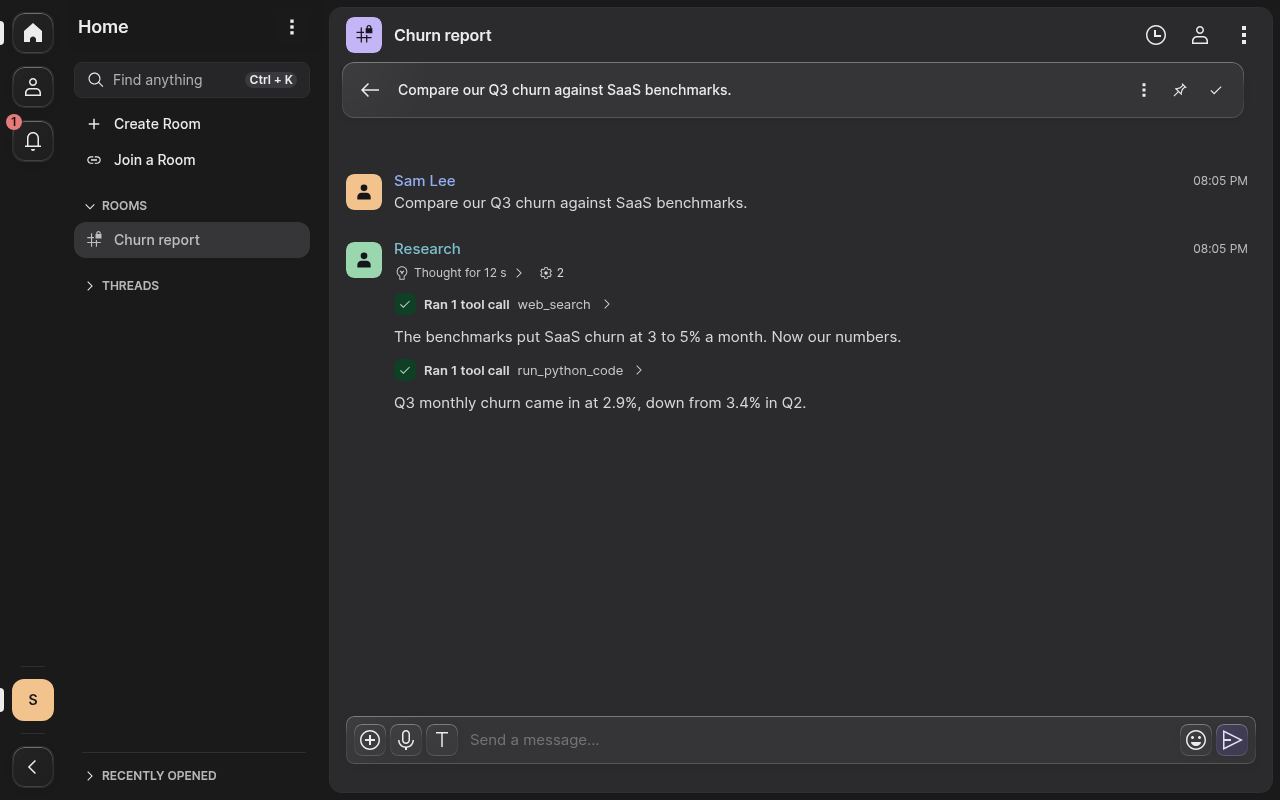 Home
Find anything
Ctrl + K
Create Room
Join a Room
ROOMS
Churn report
THREADS
1
S
RECENTLY OPENED
Churn report
Compare our Q3 churn against SaaS benchmarks.
Sam Lee
08:05 PM
Compare our Q3 churn against SaaS benchmarks.
Research
08:05 PM
Thought for 12 s
2
Ran 1 tool call web_search
The benchmarks put SaaS churn at 3 to 5% a month. Now our numbers.
Ran 1 tool call run_python_code
Q3 monthly churn came in at 2.9%, down from 3.4% in Q2.
T
Send a message...